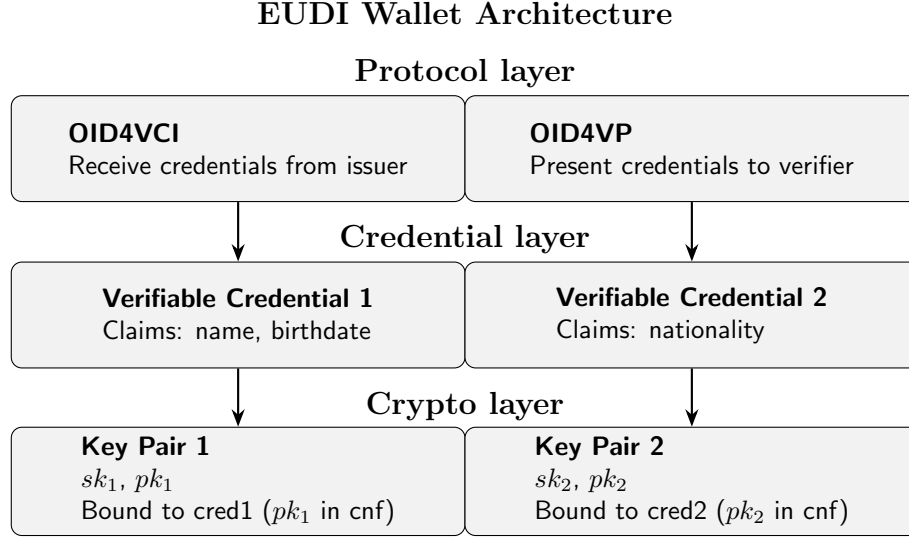 EUDI Wallet Architecture
Protocol layer
OID4VCI
Receive credentials from issuer
OID4VP
Present credentials to verifier
Credential layer
Verifiable Credential 1
Claims: name, birthdate
Verifiable Credential 2
Claims: nationality
Crypto layer
Key Pair 1
sk₁, pk₁
Bound to cred1 (pk₁ in cnf)
Key Pair 2
sk₂, pk₂
Bound to cred2 (pk₂ in cnf)